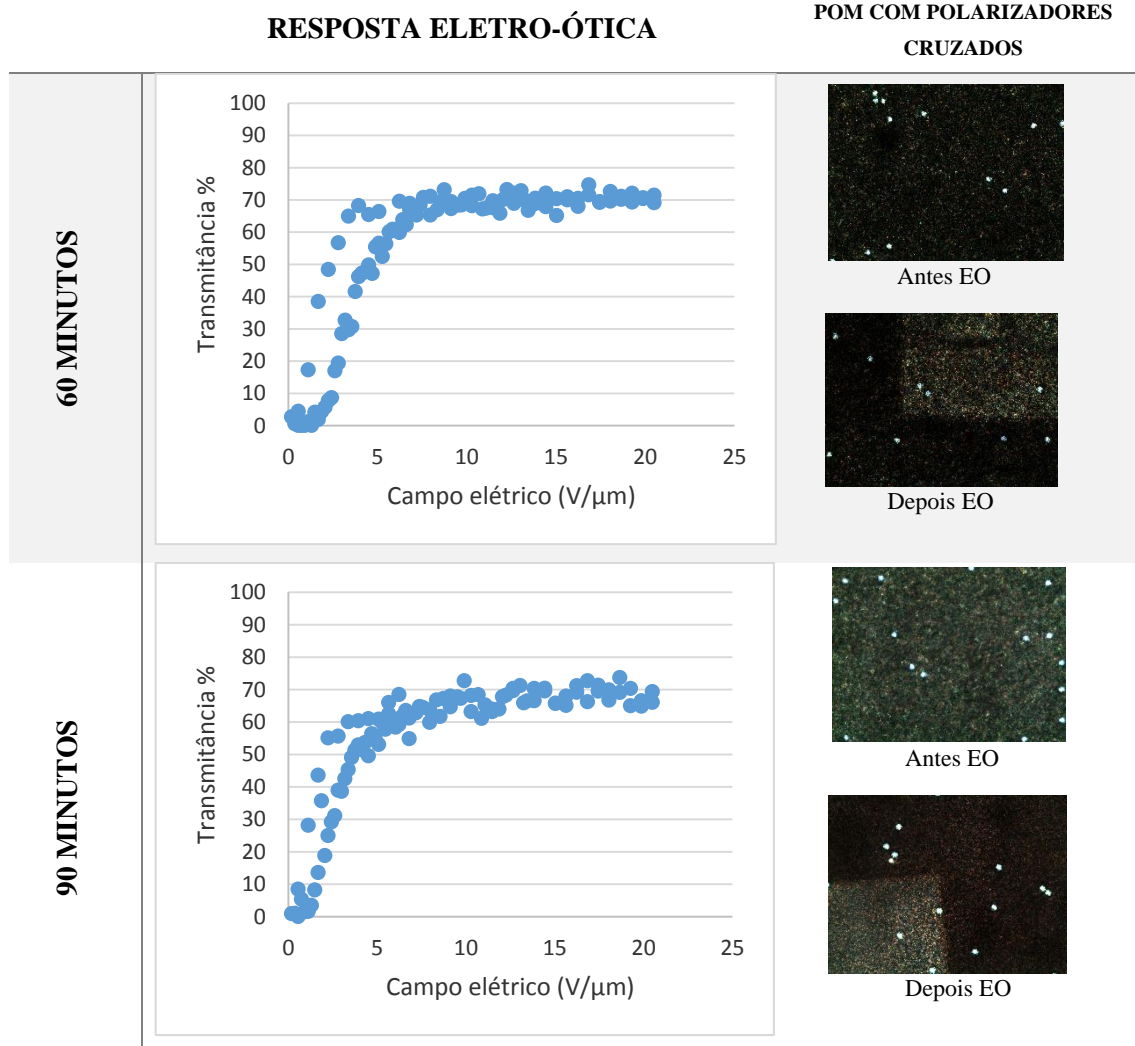 RESPOSTA ELETRO-ÓTICA
POM COM POLARIZADORES
CRUZADOS
60 MINUTOS
Transmitância %
100
90
80
70
60
50
40
30
20
10
0
0 5 10 15 20 25
Campo elétrico (V/µm)
Antes EO
Depois EO
90 MINUTOS
Transmitância %
100
90
80
70
60
50
40
30
20
10
0
0 5 10 15 20 25
Campo elétrico (V/µm)
Antes EO
Depois EO